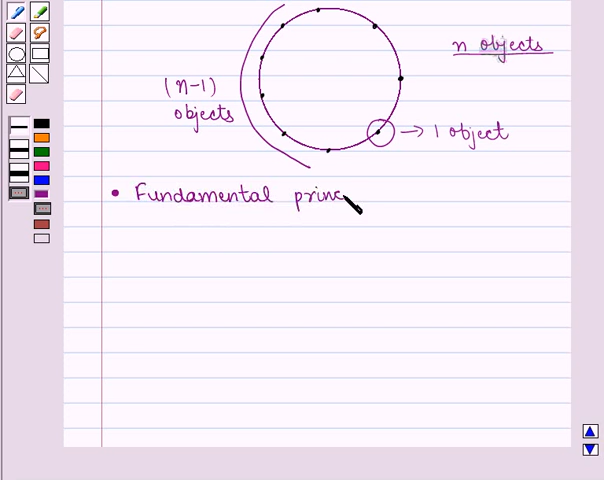 n objects
(n-1)
objects
→ 1 object
• Fundamental princ